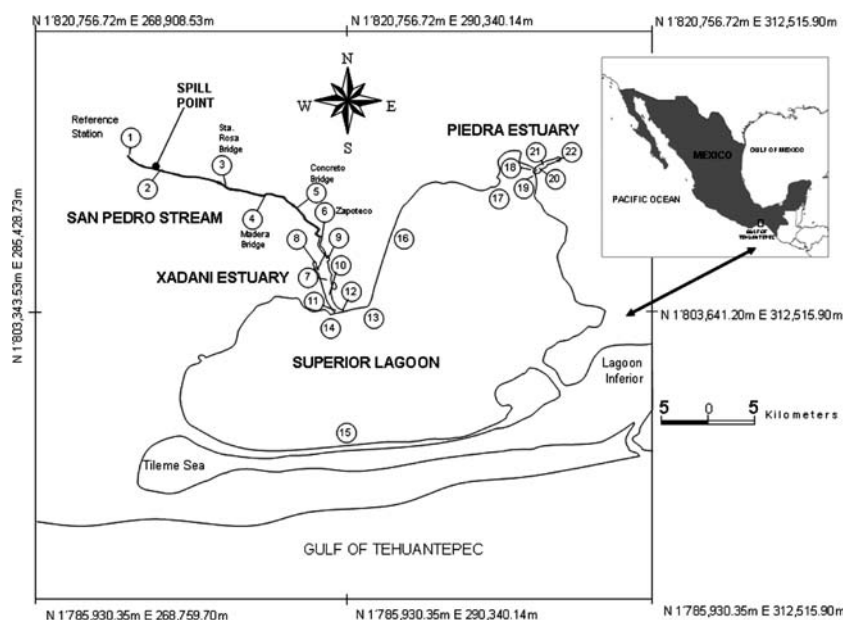 N 1'820,756.72m E 268,908.53m
N 1'820,756.72m E 290,340.14m
N 1'820,756.72m E 312,515.90m
N
W
E
S
SPILL
POINT
Reference
Station
1
2
Sta.
Rosa
Bridge
3
4
Madera
Bridge
Concreto
Bridge
5
6
Zapoteco
SAN PEDRO STREAM
8
9
XADANI ESTUARY
7
10
11
12
13
14
15
16
PIEDRA ESTUARY
17
18
19
20
21
22
MEXICO
GULF OF MEXICO
PACIFIC OCEAN
GULF OF
TEHUANTEPEC
N 1'803,343.53m E 285,428.73m
N 1'803,641.20m E 312,515.90m
SUPERIOR LAGOON
Lagoon
Inferior
5 0 5
Kilometers
Tileme Sea
GULF OF TEHUANTEPEC
N 1'785,930.35m E 268,759.70m
N 1'785,930.35m E 290,340.14m
N 1'785,930.35m E 312,515.90m